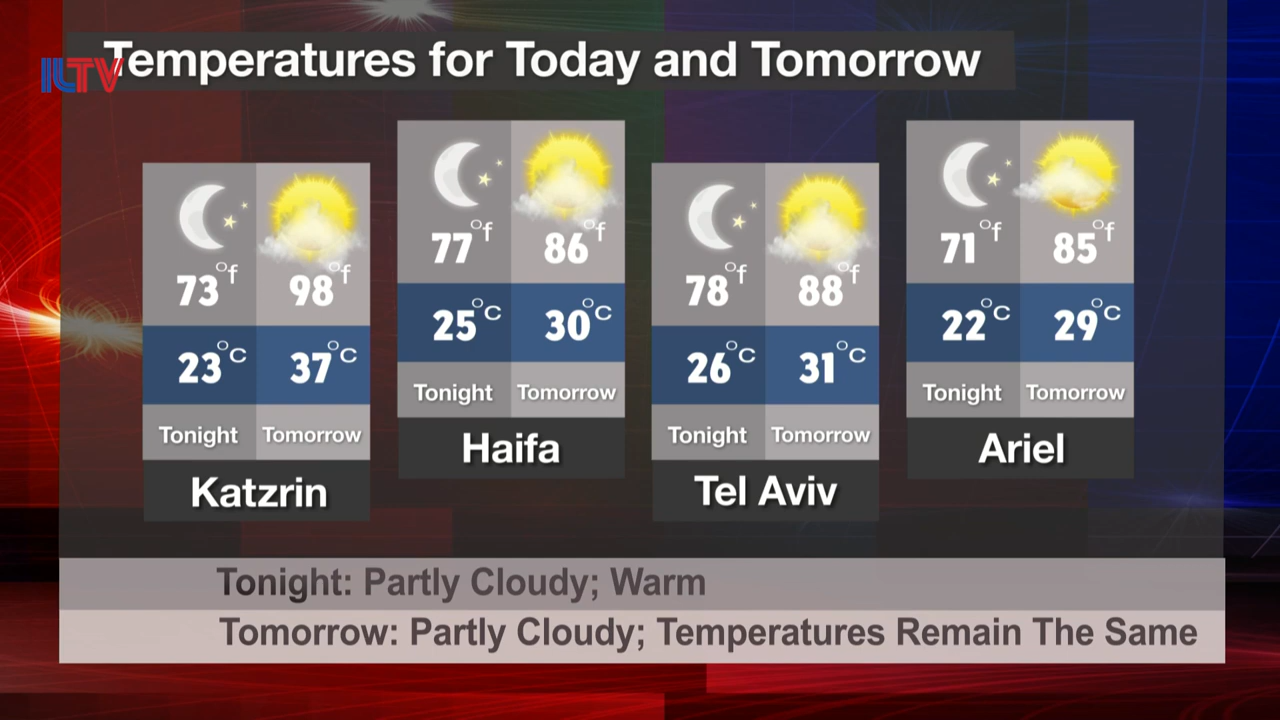 ILTV
Temperatures for Today and Tomorrow
73°f 98°f
23°C 37°C
Tonight Tomorrow
Katzrin
77°f 86°f
25°C 30°C
Tonight Tomorrow
Haifa
78°f 88°f
26°C 31°C
Tonight Tomorrow
Tel Aviv
71°f 85°f
22°C 29°C
Tonight Tomorrow
Ariel
Tonight: Partly Cloudy; Warm
Tomorrow: Partly Cloudy; Temperatures Remain The Same